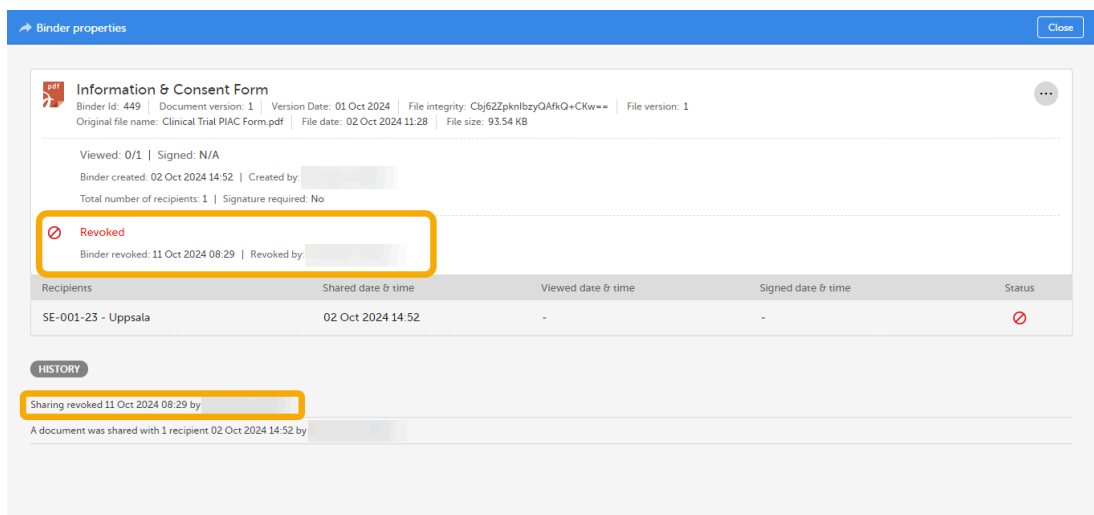 Binder properties
Close
pdf
Information & Consent Form
Binder Id: 449 Document version: 1 Version Date: 01 Oct 2024 File integrity: Cbj62ZpknIbzyQAfkQ+CKw== File version: 1
Original file name: Clinical Trial PIAC Form.pdf File date: 02 Oct 2024 11:28 File size: 93.54 KB
Viewed: 0/1 | Signed: N/A
Binder created: 02 Oct 2024 14:52 | Created by:
Total number of recipients: 1 | Signature required: No
Revoked
Binder revoked: 11 Oct 2024 08:29 | Revoked by:
Recipients Shared date & time Viewed date & time Signed date & time Status
SE-001-23 - Uppsala 02 Oct 2024 14:52 - -
HISTORY
Sharing revoked 11 Oct 2024 08:29 by
A document was shared with 1 recipient 02 Oct 2024 14:52 by